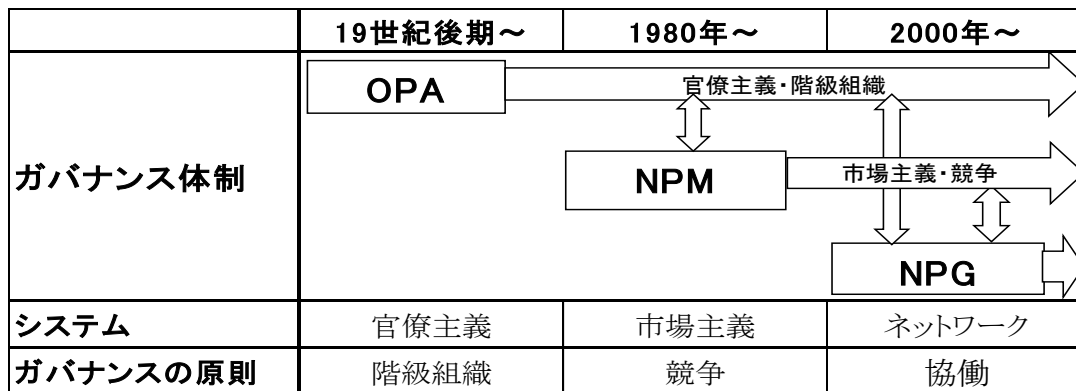 19世紀後期～ 1980年～ 2000年～
OPA 官僚主義・階級組織
ガバナンス体制 NPM 市場主義・競争
NPG
システム 官僚主義 市場主義 ネットワーク
ガバナンスの原則 階級組織 競争 協働